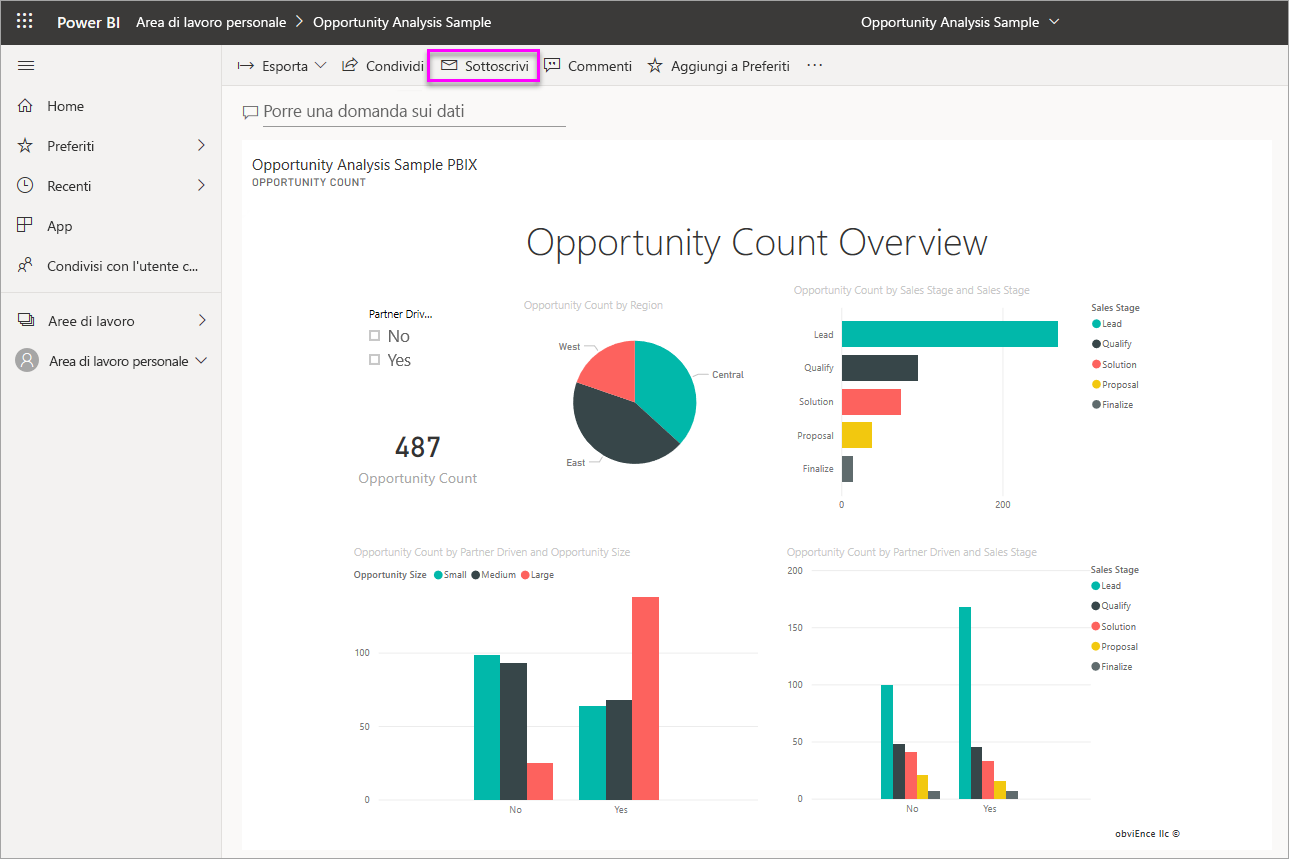 Power BI Area di lavoro personale Opportunity Analysis Sample Opportunity Analysis Sample
Esporta Condividi Sottoscrivi Commenti Aggiungi a Preferiti ...
Home
Preferiti
Recenti
App
Condivisi con l'utente c...
Aree di lavoro
Area di lavoro personale
Porre una domanda sui dati
Opportunity Analysis Sample PBIX
OPPORTUNITY COUNT
Opportunity Count Overview
Partner Driv...
No
Yes
487
Opportunity Count
Opportunity Count by Region
West
Central
East
Opportunity Count by Sales Stage and Sales Stage
Lead
Qualify
Solution
Proposal
Finalize
0 200
Sales Stage
Lead
Qualify
Solution
Proposal
Finalize
Opportunity Count by Partner Driven and Opportunity Size
Opportunity Size Small Medium Large
100
50
0
No Yes
Opportunity Count by Partner Driven and Sales Stage
200
150
100
50
0
No Yes
Sales Stage
Lead
Qualify
Solution
Proposal
Finalize
obviEnce llc ©